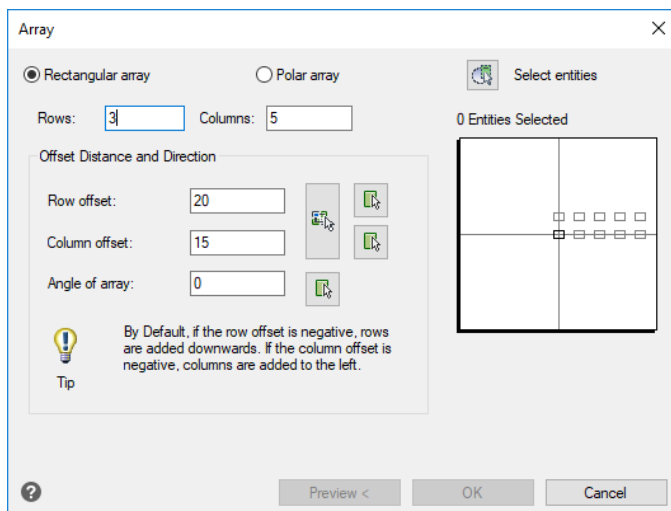 Array
Rectangular array
Polar array
Select entities
Rows: 3 Columns: 5
0 Entities Selected
Offset Distance and Direction
Row offset: 20
Column offset: 15
Angle of array: 0
By Default, if the row offset is negative, rows
are added downwards. If the column offset is
negative, columns are added to the left.
Tip
?
Preview <
OK
Cancel